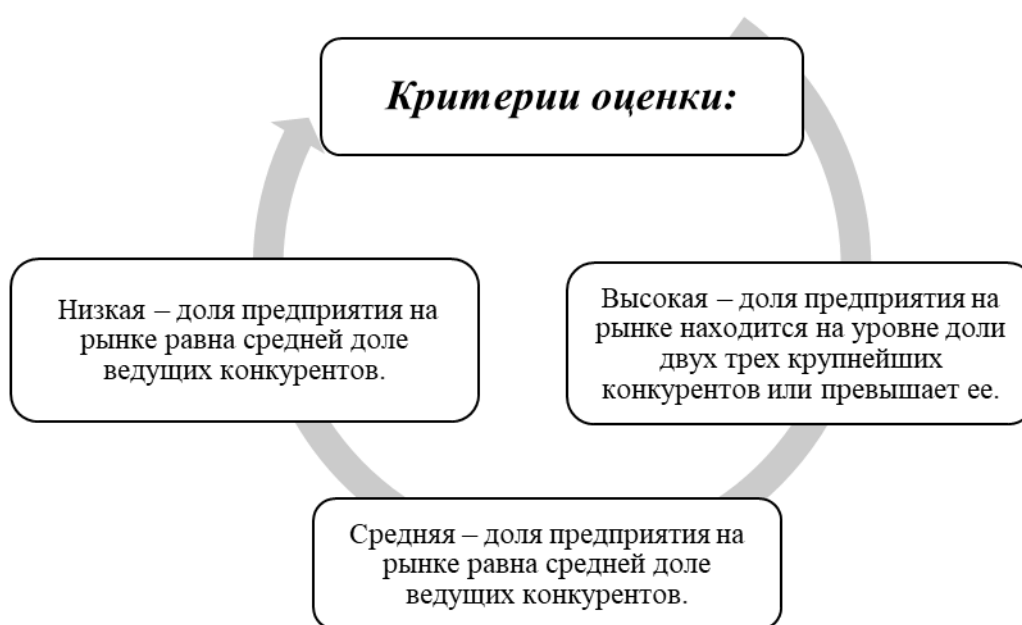 Критерии оценки:
Низкая – доля предприятия на
рынке равна средней доле
ведущих конкурентов.
Высокая – доля предприятия на
рынке находится на уровне доли
двух трех крупнейших
конкурентов или превышает ее.
Средняя – доля предприятия на
рынке равна средней доле
ведущих конкурентов.